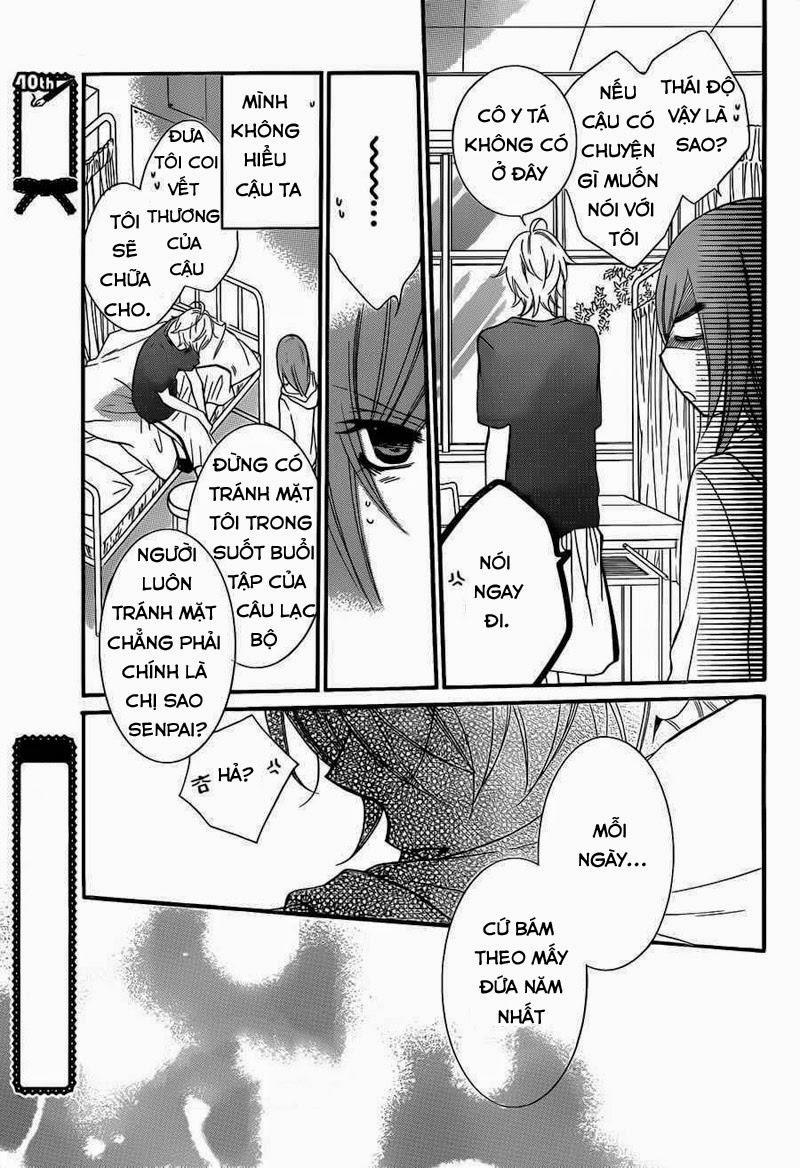 THÁI ĐỘ
VẬY LÀ
SAO?
NẾU
CẬU CÓ
CHUYỆN
GÌ MUỐN
NÓI VỚI
TÔI
CÔ Y TÁ
KHÔNG CÓ
Ở ĐÂY
NÓI
NGAY
ĐI.
MÌNH
KHÔNG
HIỂU
CẬU TA
ĐƯA
TÔI COI
VẾT
THƯƠNG
CỦA
CẬU
TÔI
SẼ
CHỮA
CHO.
ĐỪNG CÓ
TRÁNH MẶT
TÔI TRONG
SUỐT BUỔI
TẬP CỦA
CÂU LẠC
BỘ
NGƯỜI
LUÔN
TRÁNH MẶT
CHẲNG PHẢI
CHÍNH LÀ
CHỊ SAO
SENPAI?
MỖI
NGÀY...
CỨ BÁM
THEO MẤY
ĐỨA NĂM
NHẤT
HẢ?
40th